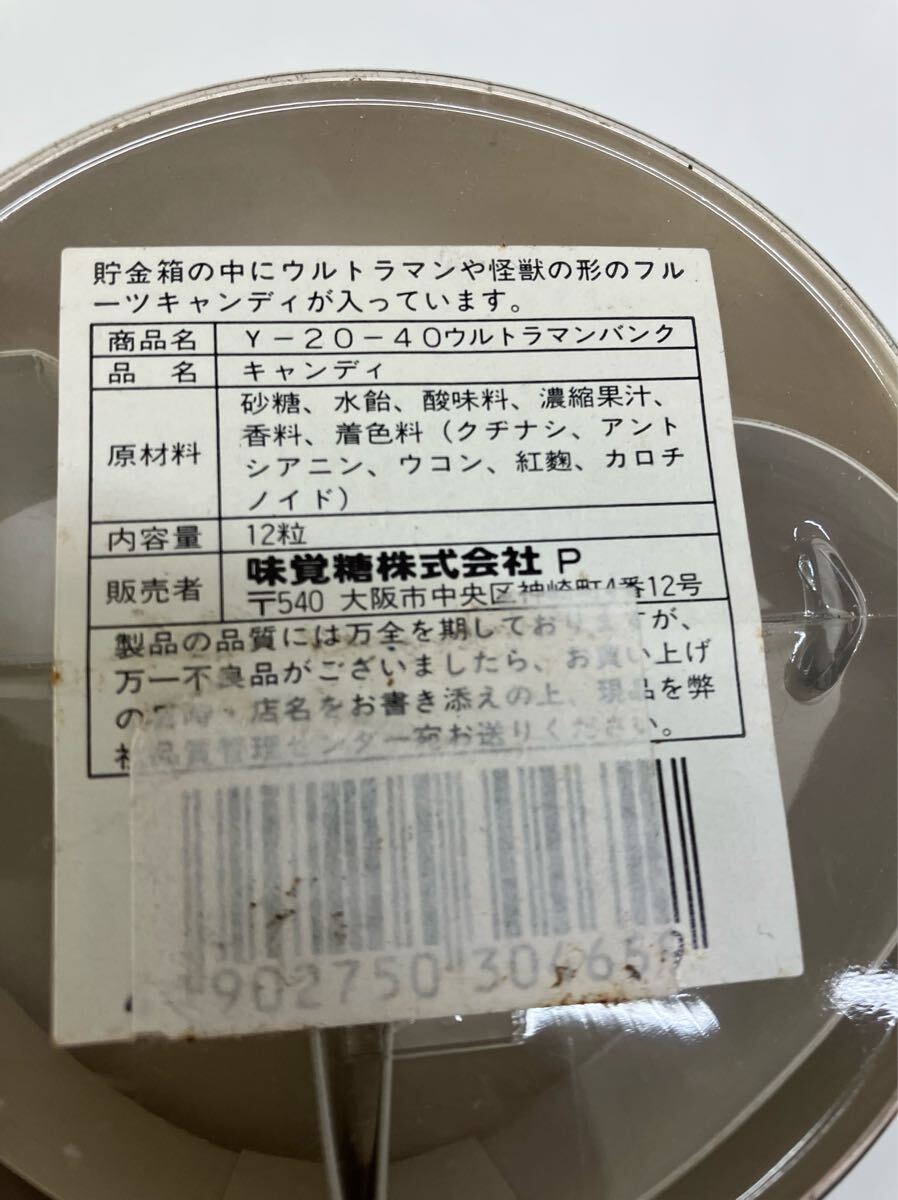 貯金箱の中にウルトラマンや怪獣の形のフル
ーツキャンディが入っています。
商品名 Y－20－40ウルトラマンバンク
品名 キャンディ
原材料 砂糖、水飴、酸味料、濃縮果汁、
香料、着色料（クチナシ、アント
シアニン、ウコン、紅麴、カロチ
ノイド）
内容量 12粒
販売者 味覚糖株式会社 P
〒540 大阪市中央区神崎町4番12号
製品の品質には万全を期しておりますが、
万一不良品がございましたら、お買い上げ
の 店名をお書き添えの上、現品を弊
社品質管理センター宛お送りください。
902750